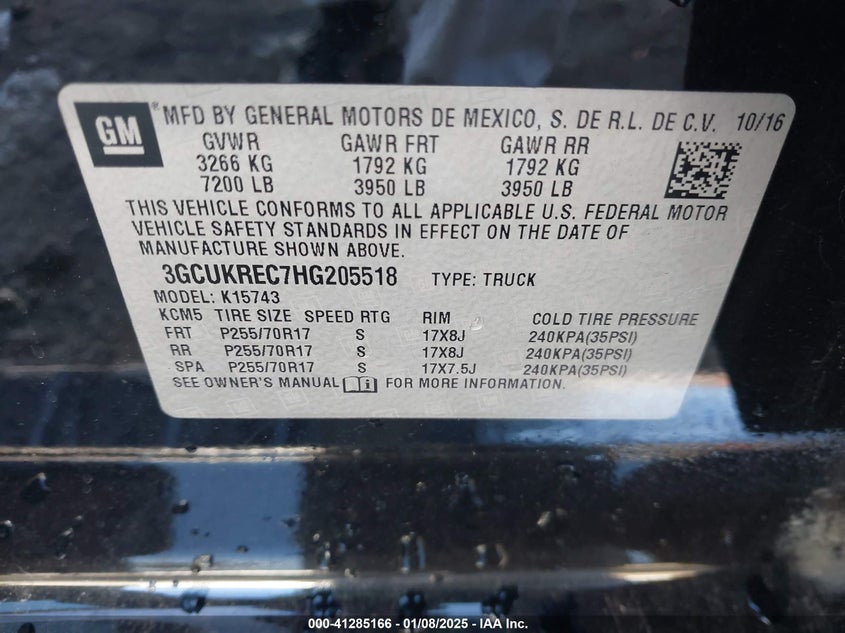 GM ® MFD BY GENERAL MOTORS DE MEXICO, S. DE R.L. DE C.V. 10/16
GVWR GAWR FRT GAWR RR
3266 KG 1792 KG 1792 KG
7200 LB 3950 LB 3950 LB
THIS VEHICLE CONFORMS TO ALL APPLICABLE U.S. FEDERAL MOTOR
VEHICLE SAFETY STANDARDS IN EFFECT ON THE DATE OF
MANUFACTURE SHOWN ABOVE.
3GCUKREC7HG205518 TYPE: TRUCK
MODEL: K15743
KCM5 TIRE SIZE SPEED RTG RIM COLD TIRE PRESSURE
FRT P255/70R17 S 17X8J 240KPA(35PSI)
RR P255/70R17 S 17X8J 240KPA(35PSI)
SPA P255/70R17 S 17X7.5J 240KPA(35PSI)
SEE OWNER'S MANUAL FOR MORE INFORMATION.
000-41285166 - 01/08/2025 - IAA Inc.